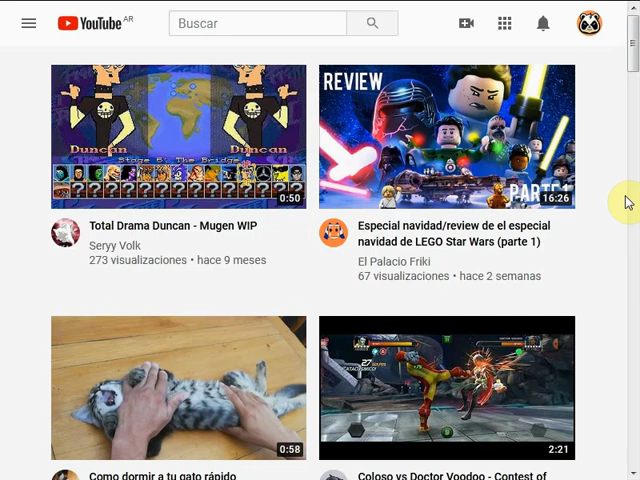 YouTube AR
Buscar
Duncan
Duncan
Stage 5: The Bridge
0:50
REVIEW
PARTE 1
16:26
Total Drama Duncan - Mugen WIP
Seryy Volk
273 visualizaciones • hace 9 meses
Especial navidad/review de el especial
navidad de LEGO Star Wars (parte 1)
El Palacio Friki
67 visualizaciones • hace 2 semanas
0:58
27
2:21
Como dormir a tu gato rápido
Coloso vs Doctor Voodoo - Contest of